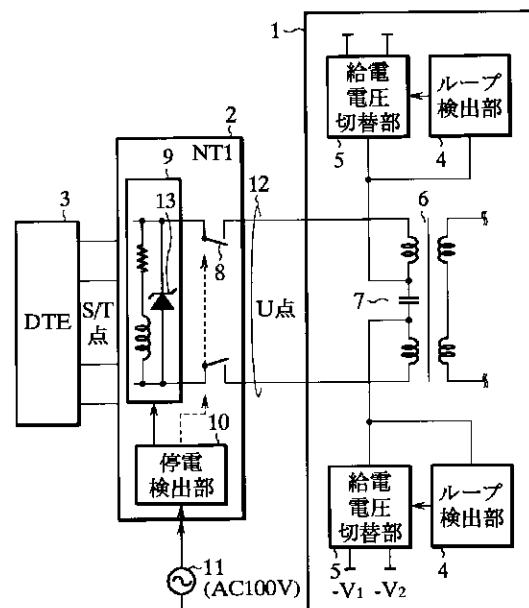 1
給電
電圧
切替部
5
ループ
検出部
4
2
NT1
9
13
8
12
3
DTE
S/T
点
U点
6
7
10
停電
検出部
11
(AC100V)
給電
電圧
切替部
5
-V1
-V2
ループ
検出部
4